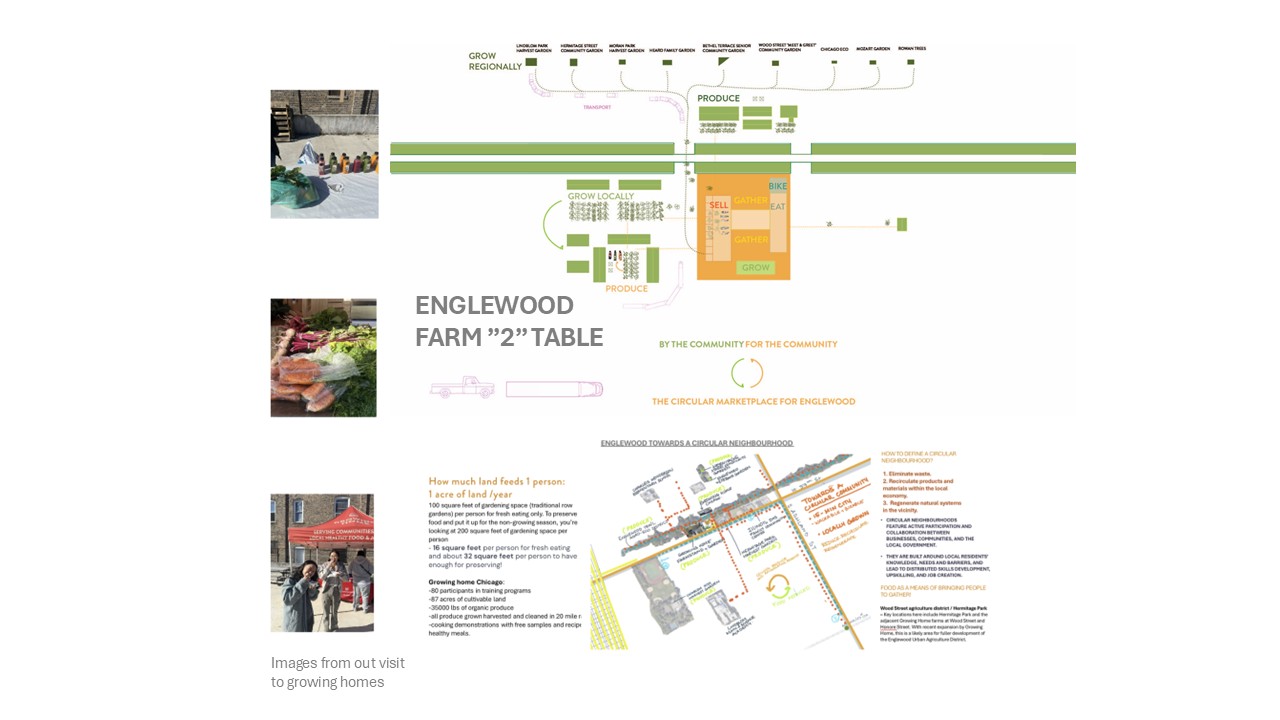 GROW
REGIONALLY
LINDBLOM PARK
HARVEST GARDEN
HERMITAGE STREET
COMMUNITY GARDEN
MORAN PARK
HARVEST GARDEN
HEARD FAMILY GARDEN
BETHEL TERRACE SENIOR
COMMUNITY GARDEN
WOOD STREET 'MEET & GREET'
COMMUNITY GARDEN
CHICAGO ECO
MOZART GARDEN
ROWAN TREES
TRANSPORT
PRODUCE
GROW LOCALLY
PRODUCE
SELL
GATHER
GATHER
BIKE
EAT
GROW
ENGLEWOOD
FARM ”2” TABLE
BY THE COMMUNITY FOR THE COMMUNITY
THE CIRCULAR MARKETPLACE FOR ENGLEWOOD
SERVING COMMUNITIES
ENGLEWOOD TOWARDS A CIRCULAR NEIGHBOURHOOD
How much land feeds 1 person:
1 acre of land /year
100 square feet of gardening space (traditional row
gardens) per person for fresh eating only. To preserve
food and put it up for the non-growing season, you're
looking at 200 square feet of gardening space per
person
- 16 square feet per person for fresh eating
and about 32 square feet per person to have
enough for preserving!
Growing home Chicago:
-80 participants in training programs
-87 acres of cultivable land
-35000 lbs of organic produce
-all produce grown harvested and cleaned in 20 mile r
-cooking demonstrations with free samples and recip
healthy meals.
TOWARDS A
CIRCULAR COMMUNITY
15-MIN CITY
LOCALLY GROWN
HOW TO DEFINE A CIRCULAR
NEIGHBOURHOOD?
1. Eliminate waste.
2. Recirculate products and
materials within the local
economy.
3. Regenerate natural systems
in the vicinity.
• CIRCULAR NEIGHBOURHOODS
FEATURE ACTIVE PARTICIPATION AND
COLLABORATION BETWEEN
BUSINESSES, COMMUNITIES, AND THE
LOCAL GOVERNMENT.
• THEY ARE BUILT AROUND LOCAL RESIDENTS'
KNOWLEDGE, NEEDS AND BARRIERS, AND
LEAD TO DISTRIBUTED SKILLS DEVELOPMENT,
UPSKILLING, AND JOB CREATION.
FOOD AS A MEANS OF BRINGING PEOPLE
TO GATHER!
Wood Street agriculture district / Hermitage Park
– Key locations here include Hermitage Park and the
adjacent Growing Home farms at Wood Street and
Honore Street. With recent expansion by Growing
Home, this is a likely area for fuller development of
the Englewood Urban Agriculture District.
Images from out visit
to growing homes